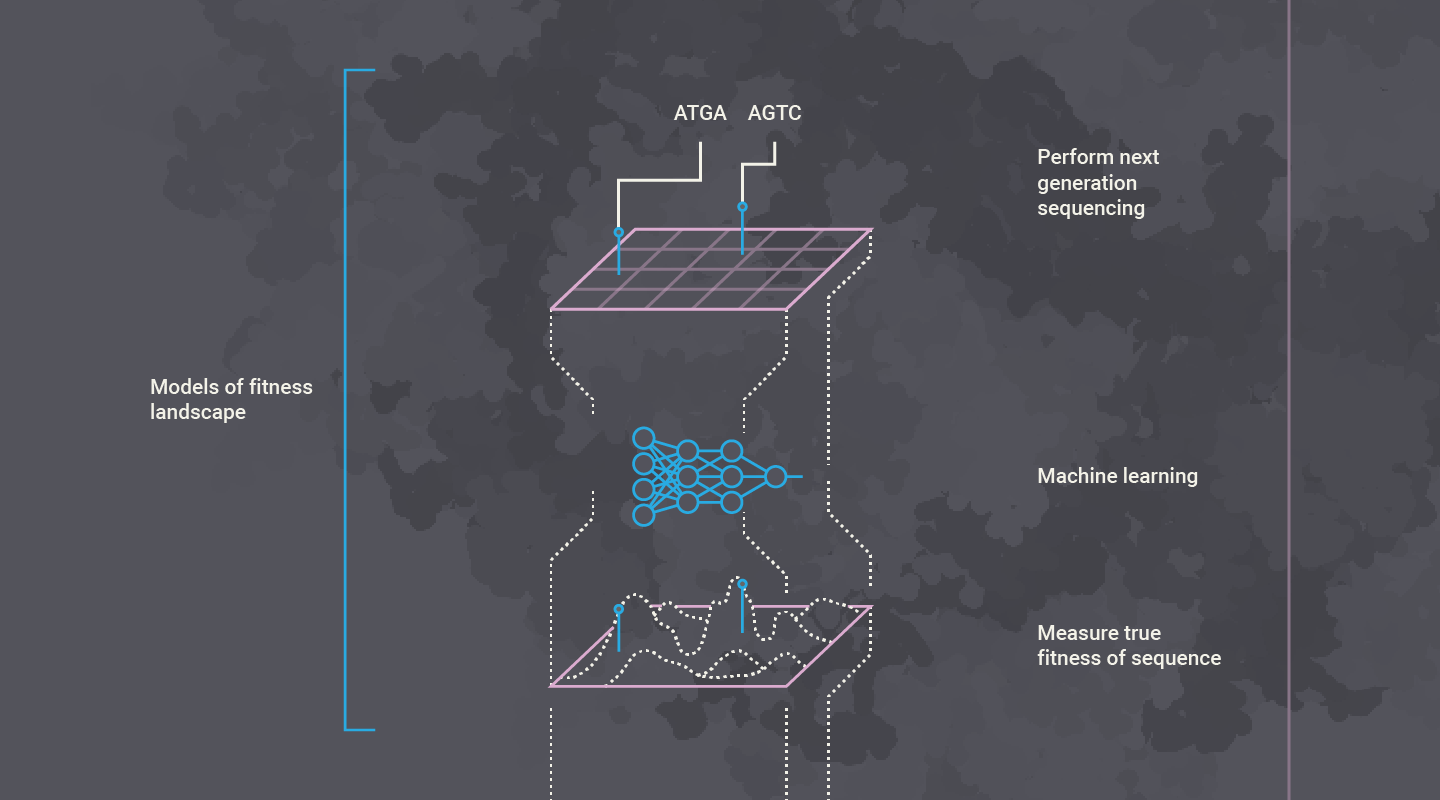 ATGA AGTC
Perform next
generation
sequencing
Models of fitness
landscape
Machine learning
Measure true
fitness of sequence